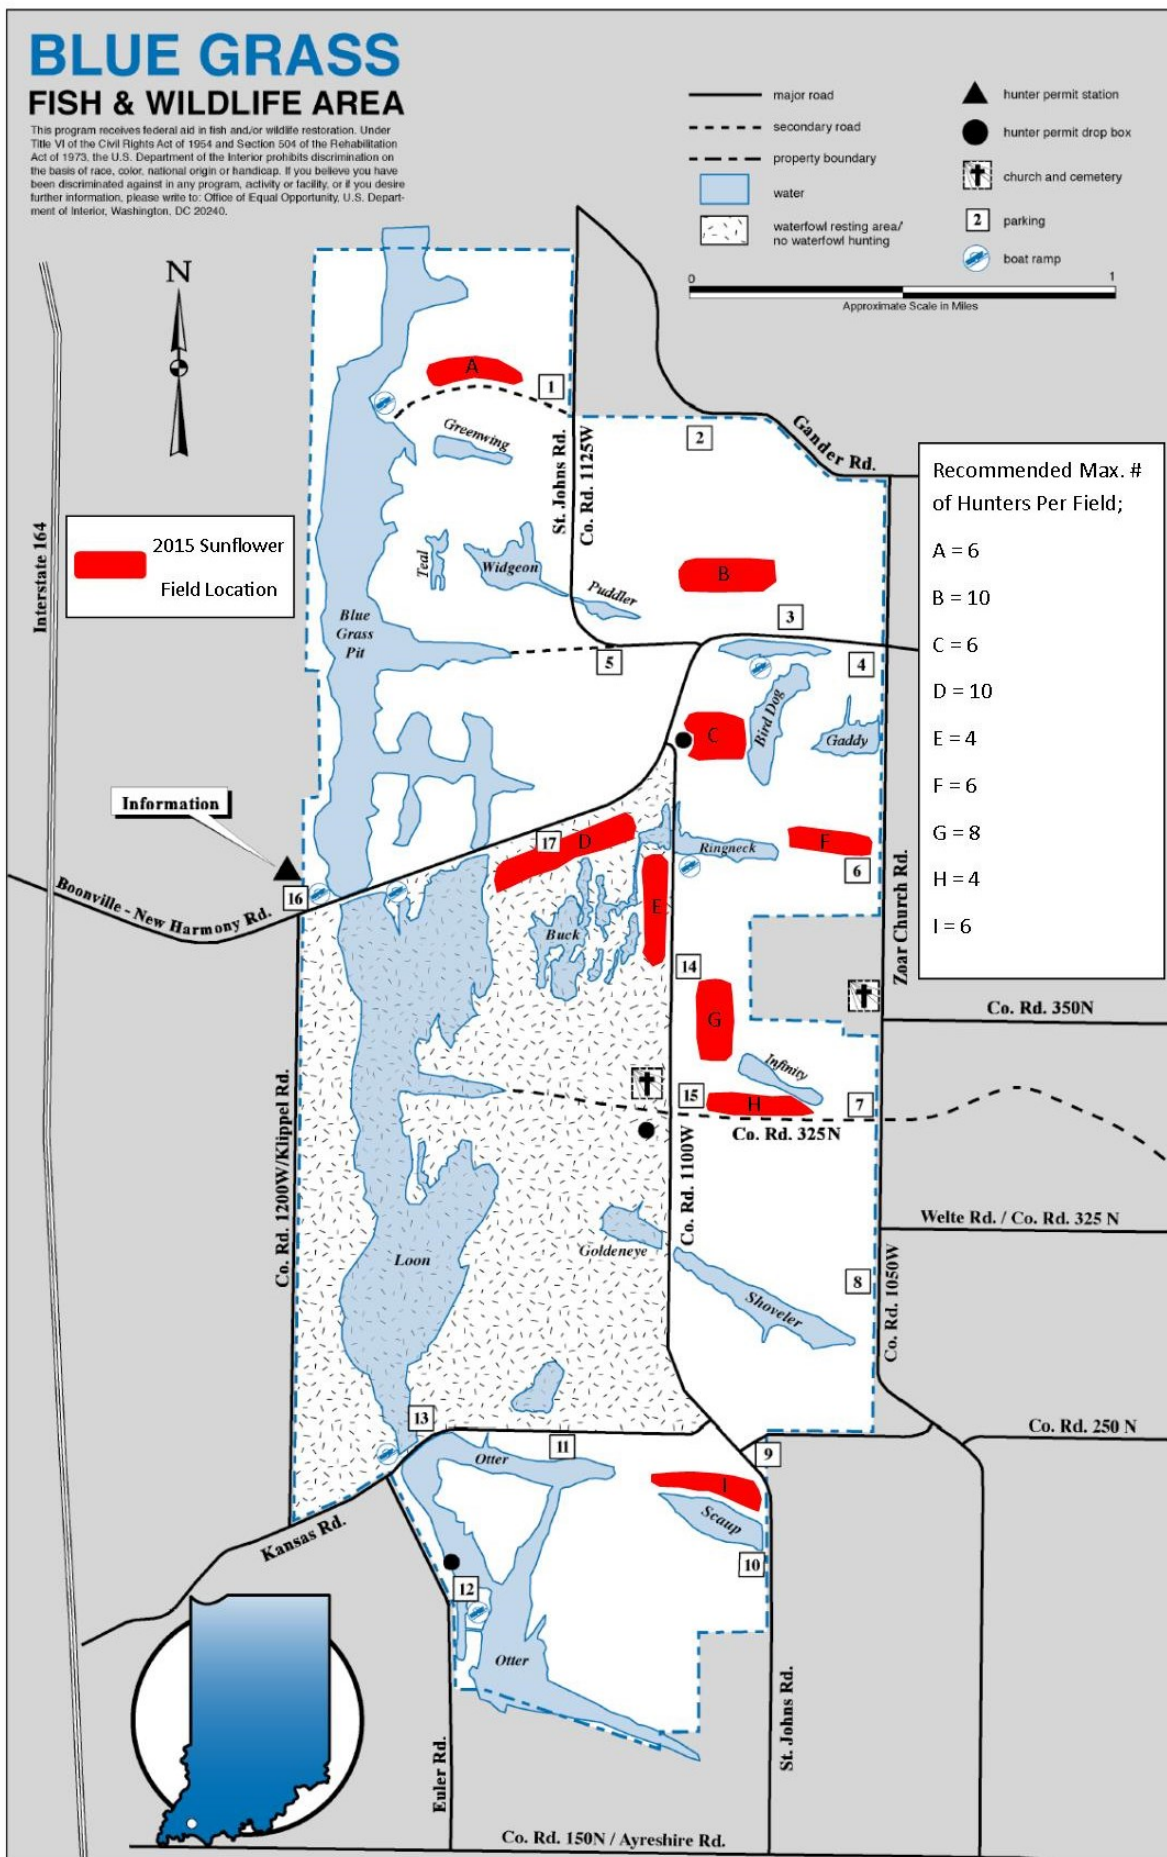 BLUE GRASS
FISH & WILDLIFE AREA
This program receives federal aid in fish and/or wildlife restoration. Under
Title VI of the Civil Rights Act of 1954 and Section 504 of the Rehabilitation
Act of 1973, the U.S. Department of the Interior prohibits discrimination on
the basis of race, color, national origin or handicap. If you believe you have
been discriminated against in any program, activity or facility, or if you desire
further information, please write to: Office of Equal Opportunity, U.S. Depart-
ment of Interior, Washington, DC 20240.
major road
secondary road
property boundary
water
waterfowl resting area/
no waterfowl hunting
hunter permit station
hunter permit drop box
church and cemetery
2
parking
boat ramp
0
1
Approximate Scale in Miles
N
Interstate 164
2015 Sunflower
Field Location
A
1
Greenwing
St. Johns Rd.
Co. Rd. 1125W
2
Gander Rd.
Recommended Max. #
of Hunters Per Field;
A = 6
B = 10
C = 6
D = 10
E = 4
F = 6
G = 8
H = 4
I = 6
Teal
Widgeon
Puddler
B
Blue
Grass
Pit
3
5
4
C
Bird Dog
Gaddy
Information
17
D
Ringneck
F
6
16
Boonville - New Harmony Rd.
E
Buck
Zoar Church Rd.
14
G
Co. Rd. 350N
Infinity
15
H
7
Co. Rd. 325N
Co. Rd. 1200W/Klippel Rd.
Co. Rd. 1100W
Welte Rd. / Co. Rd. 325 N
Goldeneye
Loon
8
Shoveler
Co. Rd. 1050W
13
11
Otter
9
Co. Rd. 250 N
I
Scaup
Kansas Rd.
10
12
Otter
Euler Rd.
St. Johns Rd.
Co. Rd. 150N / Ayreshire Rd.